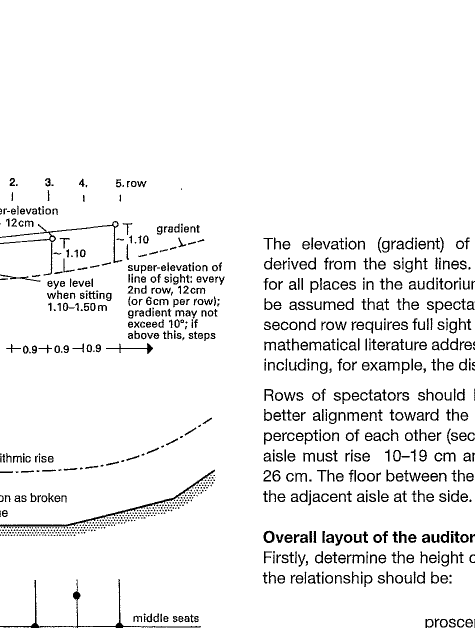 2. 3. 4. 5. row
er-elevation
12cm
gradient
~1.10
~1.10
eye level
when sitting
1.10–1.50m
super-elevation of
line of sight: every
2nd row, 12cm
(or 6cm per row);
gradient may not
exceed 10°; if
above this, steps
0.9 0.9 0.9
ithmic rise
on as broken
e
middle seats
The elevation (gradient) of
derived from the sight lines.
for all places in the auditoriu
be assumed that the specta
second row requires full sight
mathematical literature addres
including, for example, the dis
Rows of spectators should
better alignment toward the
perception of each other (sec
aisle must rise 10–19 cm a
26 cm. The floor between the
the adjacent aisle at the side.
Overall layout of the auditor
Firstly, determine the height o
the relationship should be:
proscen